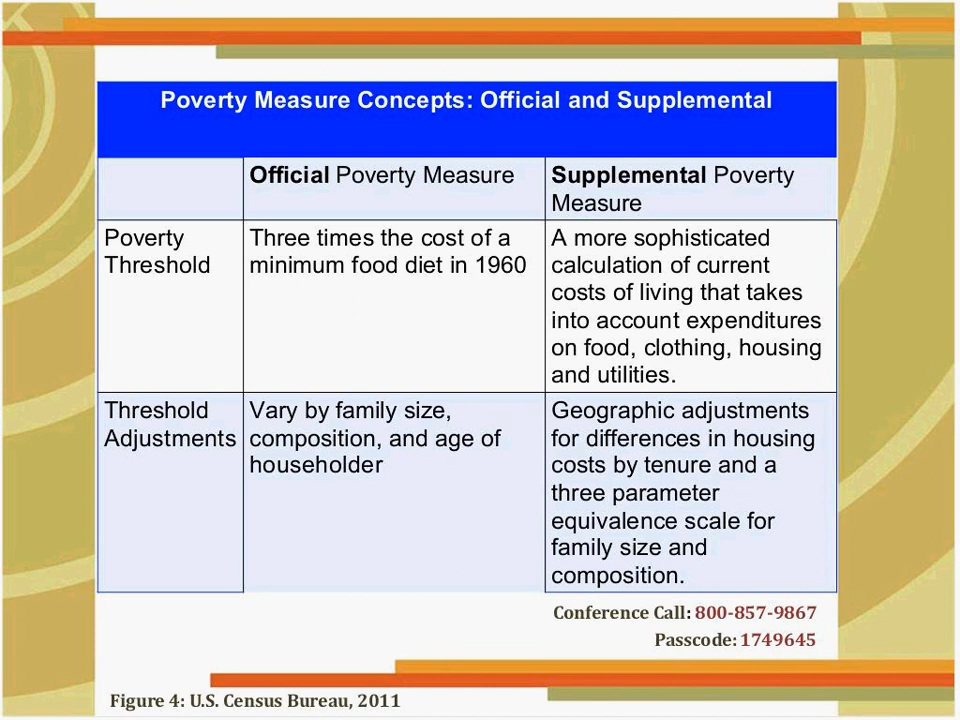 Poverty Measure Concepts: Official and Supplemental
Official Poverty Measure
Supplemental Poverty
Measure
Poverty
Threshold
Three times the cost of a
minimum food diet in 1960
A more sophisticated
calculation of current
costs of living that takes
into account expenditures
on food, clothing, housing
and utilities.
Threshold
Adjustments
Vary by family size,
composition, and age of
householder
Geographic adjustments
for differences in housing
costs by tenure and a
three parameter
equivalence scale for
family size and
composition.
Conference Call: 800-857-9867
Passcode: 1749645
Figure 4: U.S. Census Bureau, 2011